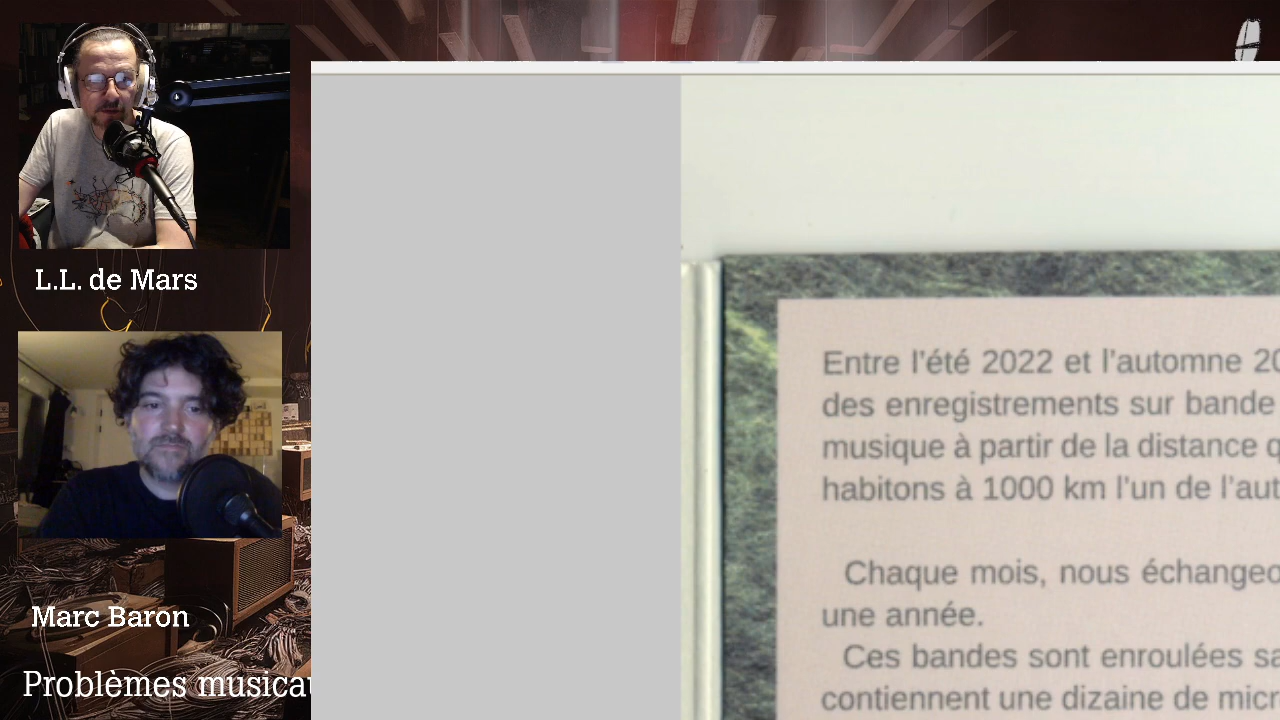 L.L. de Mars
Marc Baron
Problèmes musica
Entre l'été 2022 et l'automne 20
des enregistrements sur bande
musique à partir de la distance q
habitons à 1000 km l'un de l'aut
Chaque mois, nous échangeo
une année.
Ces bandes sont enroulées sa
contiennent une dizaine de micr